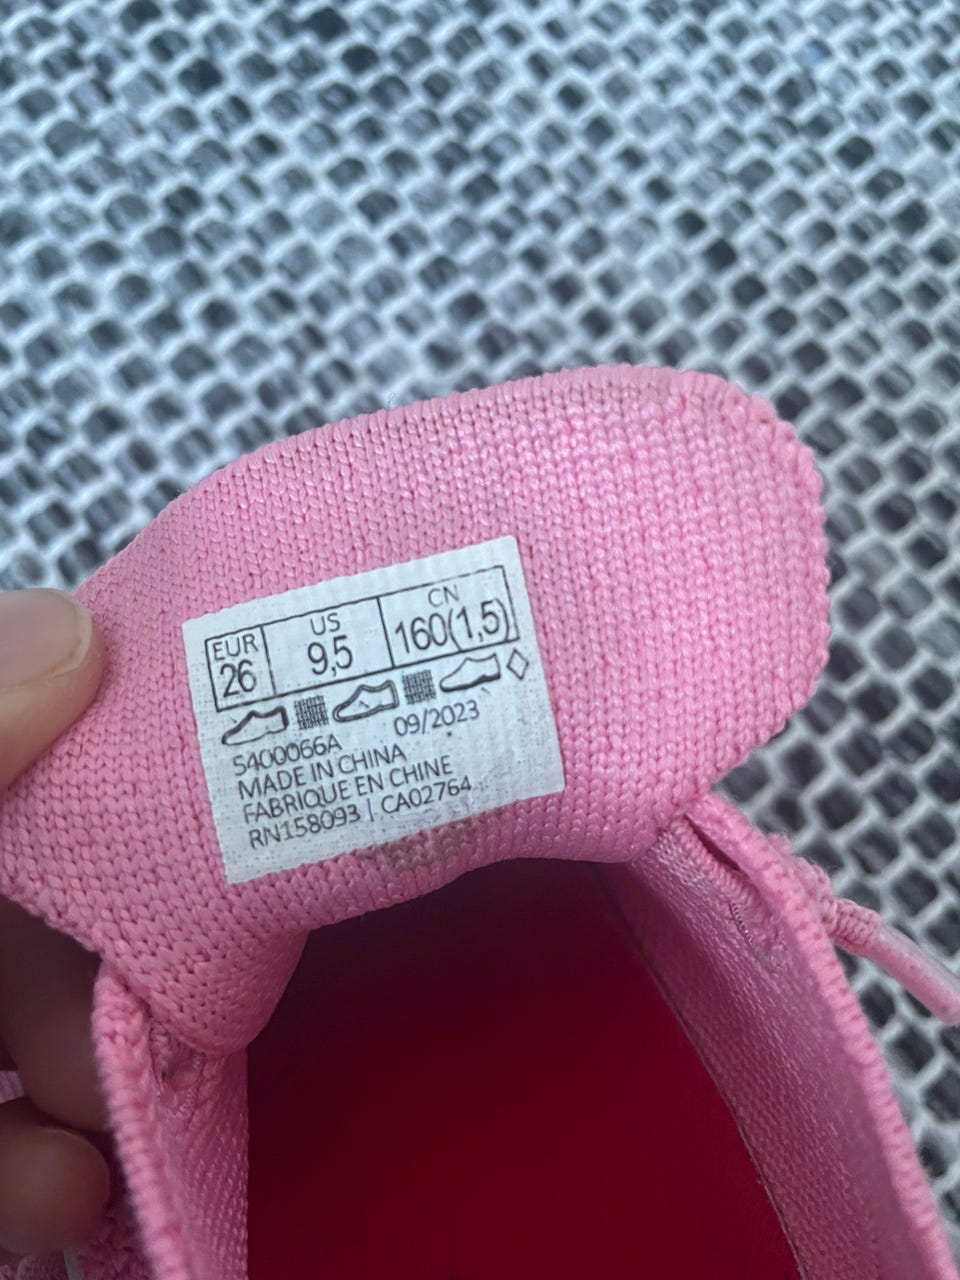 EUR US CN
26 9,5 160(1,5)
5400066A 09/2023
MADE IN CHINA
FABRIQUE EN CHINE
RN158093 | CA02764